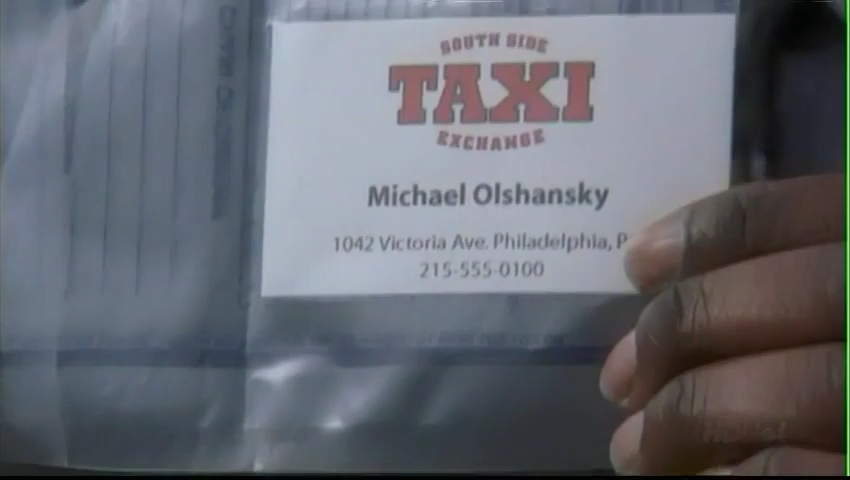 SOUTH SIDE
TAXI
EXCHANGE
Michael Olshansky
1042 Victoria Ave. Philadelphia, P
215-555-0100